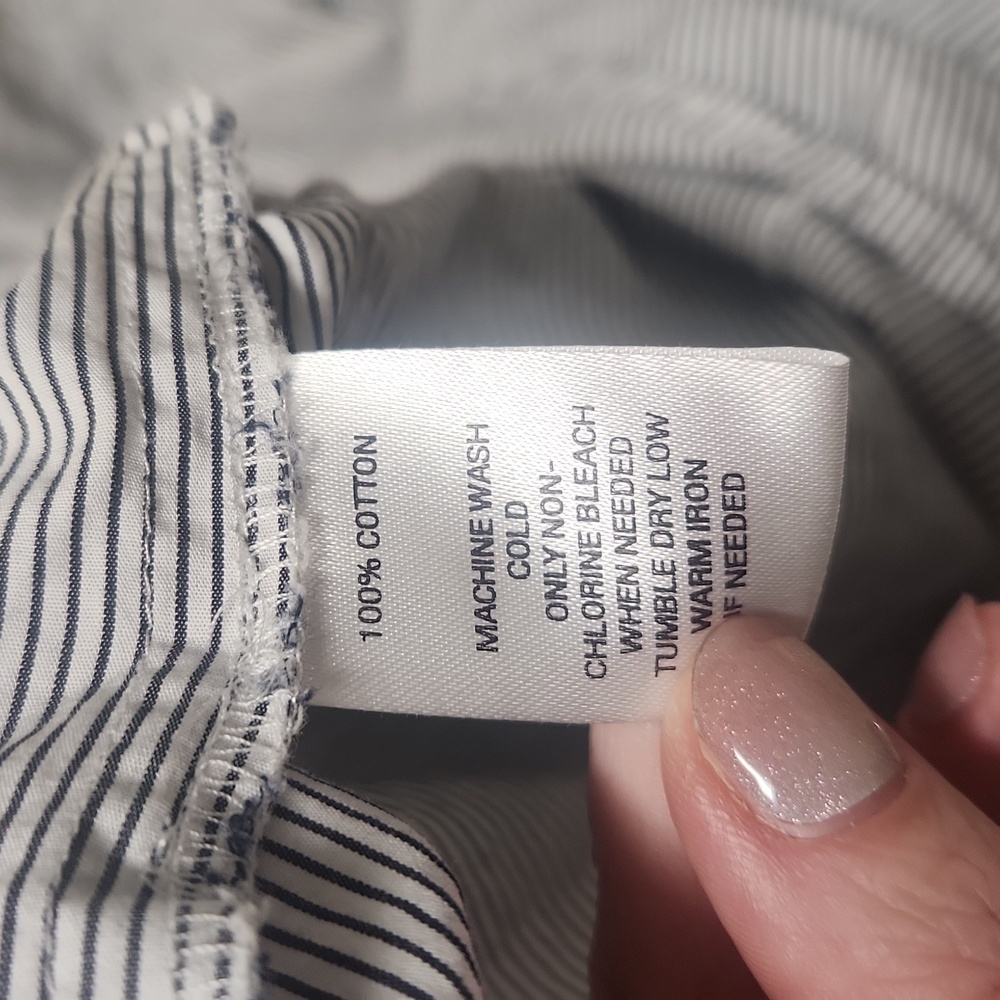 100% COTTON
MACHINE WASH
COLD
ONLY NON-
CHLORINE BLEACH
WHEN NEEDED
TUMBLE DRY LOW
WARM IRON
IF NEEDED